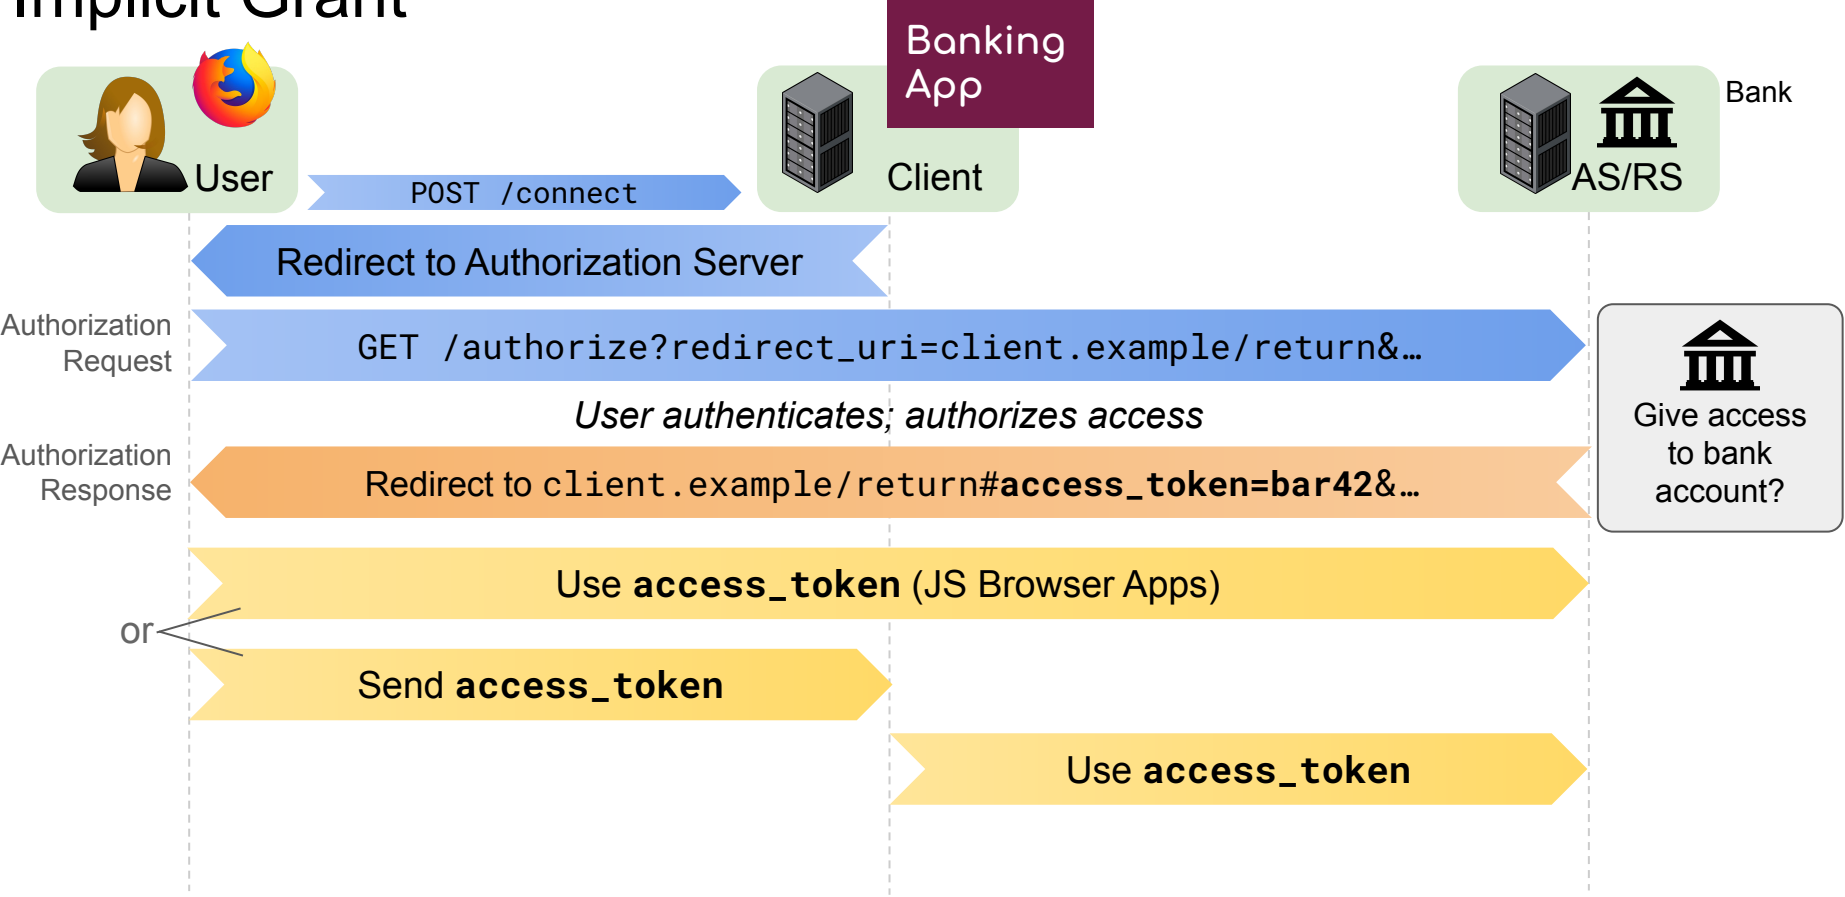 Implicit Grant
Banking
App
Bank
User
Client
AS/RS
POST /connect
Redirect to Authorization Server
Authorization
Request
GET /authorize?redirect_uri=client.example/return&…
User authenticates; authorizes access
Give access
to bank
account?
Authorization
Response
Redirect to client.example/return#access_token=bar42&…
Use access_token (JS Browser Apps)
or
Send access_token
Use access_token